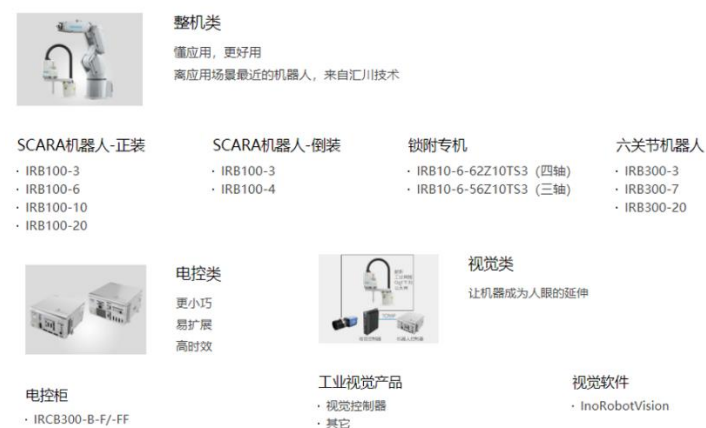 整机类
懂应用，更好用
离应用场景最近的机器人，来自汇川技术
SCARA机器人-正装
· IRB100-3
· IRB100-6
· IRB100-10
· IRB100-20
SCARA机器人-倒装
· IRB100-3
· IRB100-4
锁附专机
· IRB10-6-62Z10TS3（四轴）
· IRB10-6-56Z10TS3（三轴）
六关节机器人
· IRB300-3
· IRB300-7
· IRB300-20
电控类
更小巧
易扩展
高时效
电控柜
· IRCB300-B-F/-FF
视觉类
让机器成为人眼的延伸
工业视觉产品
· 视觉控制器
· 其它
视觉软件
· InoRobotVision